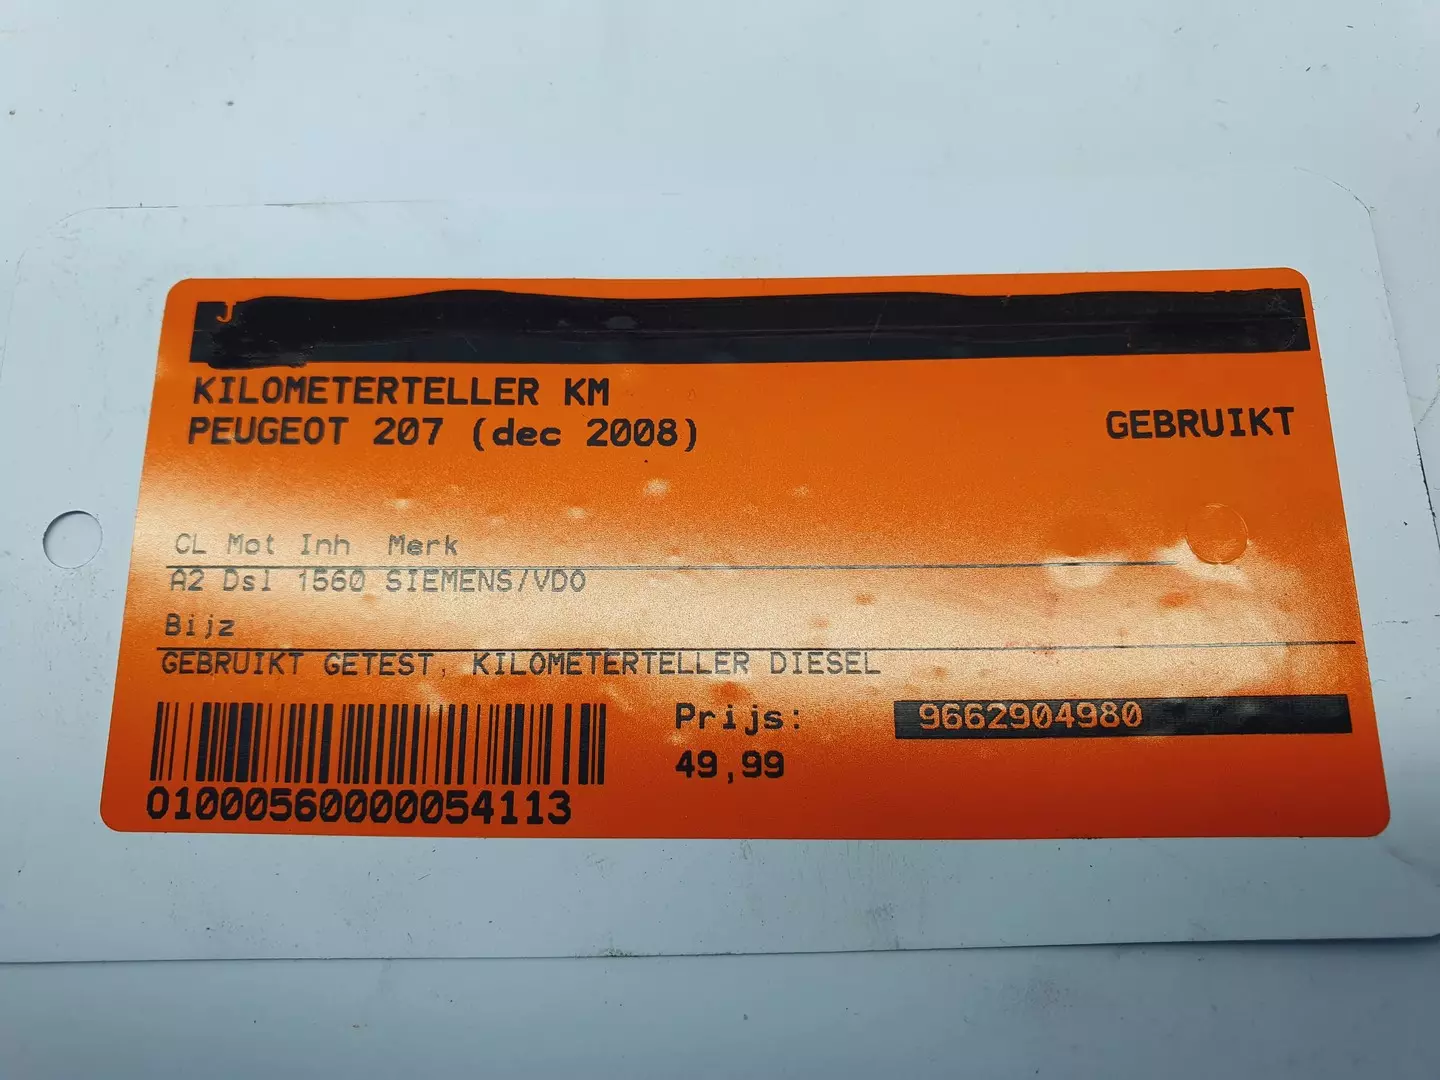 J
KILOMETERTELLER KM
PEUGEOT 207 (dec 2008)
GEBRUIKT
CL Mot Inh Merk
A2 Dsl 1560 SIEMENS/VDO
Bijz
GEBRUIKT GETEST, KILOMETERTELLER DIESEL
Prijs:
49,99
9662904980
01000560000054113